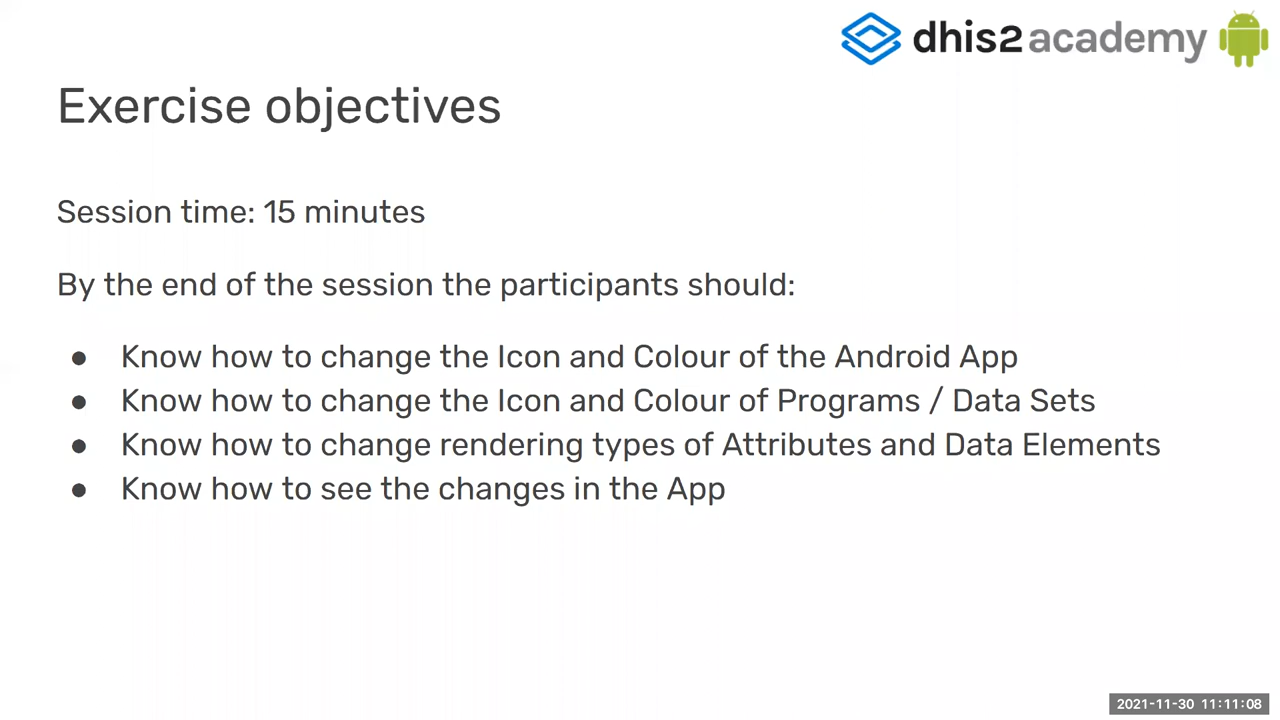 dhis2 academy
Exercise objectives
Session time: 15 minutes
By the end of the session the participants should:
● Know how to change the Icon and Colour of the Android App
● Know how to change the Icon and Colour of Programs / Data Sets
● Know how to change rendering types of Attributes and Data Elements
● Know how to see the changes in the App
2021-11-30 11:11:08